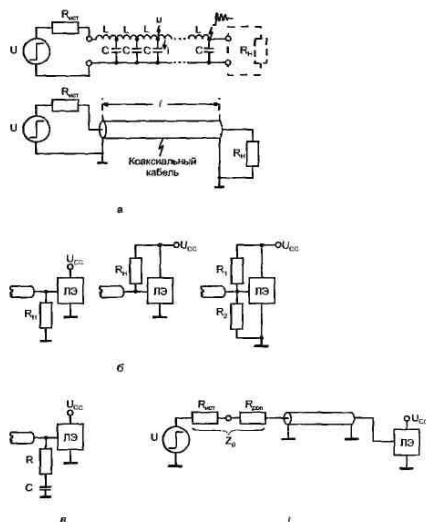 Rист
L L L L
u
i
C C C C
Rн
U
Rист
l
U
Коаксиальный
кабель
Rн
а
UCC
ЛЭ
Rн
UCC
Rн
ЛЭ
UCC
R1
ЛЭ
R2
б
UCC
ЛЭ
R
C
в
Rист Rдоп
Z0
U
UCC
ЛЭ
г